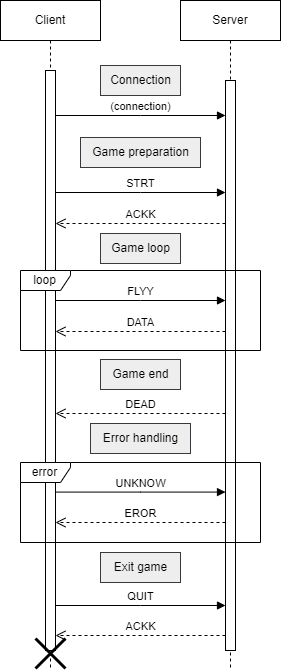 Client
Server
Connection
(connection)
Game preparation
STRT
ACKK
Game loop
loop
FLYY
DATA
Game end
DEAD
Error handling
error
UNKNOW
EROR
Exit game
QUIT
ACKK